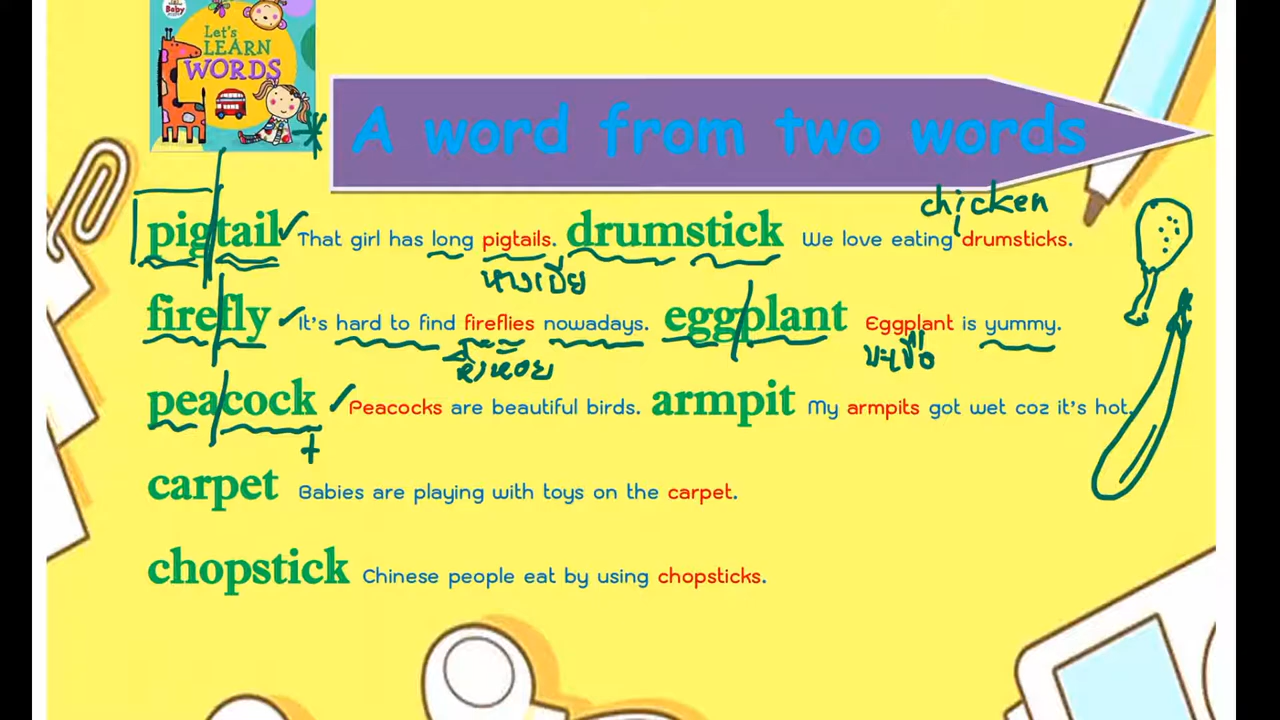 Baby
Let's
LEARN
WORDS
A word from two words
chicken
pigtail That girl has long pigtails. drumstick We love eating drumsticks.
หางเปีย
firefly It's hard to find fireflies nowadays. eggplant Eggplant is yummy.
หิ่งห้อย มะเขือ
peacock Peacocks are beautiful birds. armpit My armpits got wet coz it's hot.
carpet Babies are playing with toys on the carpet.
chopstick Chinese people eat by using chopsticks.